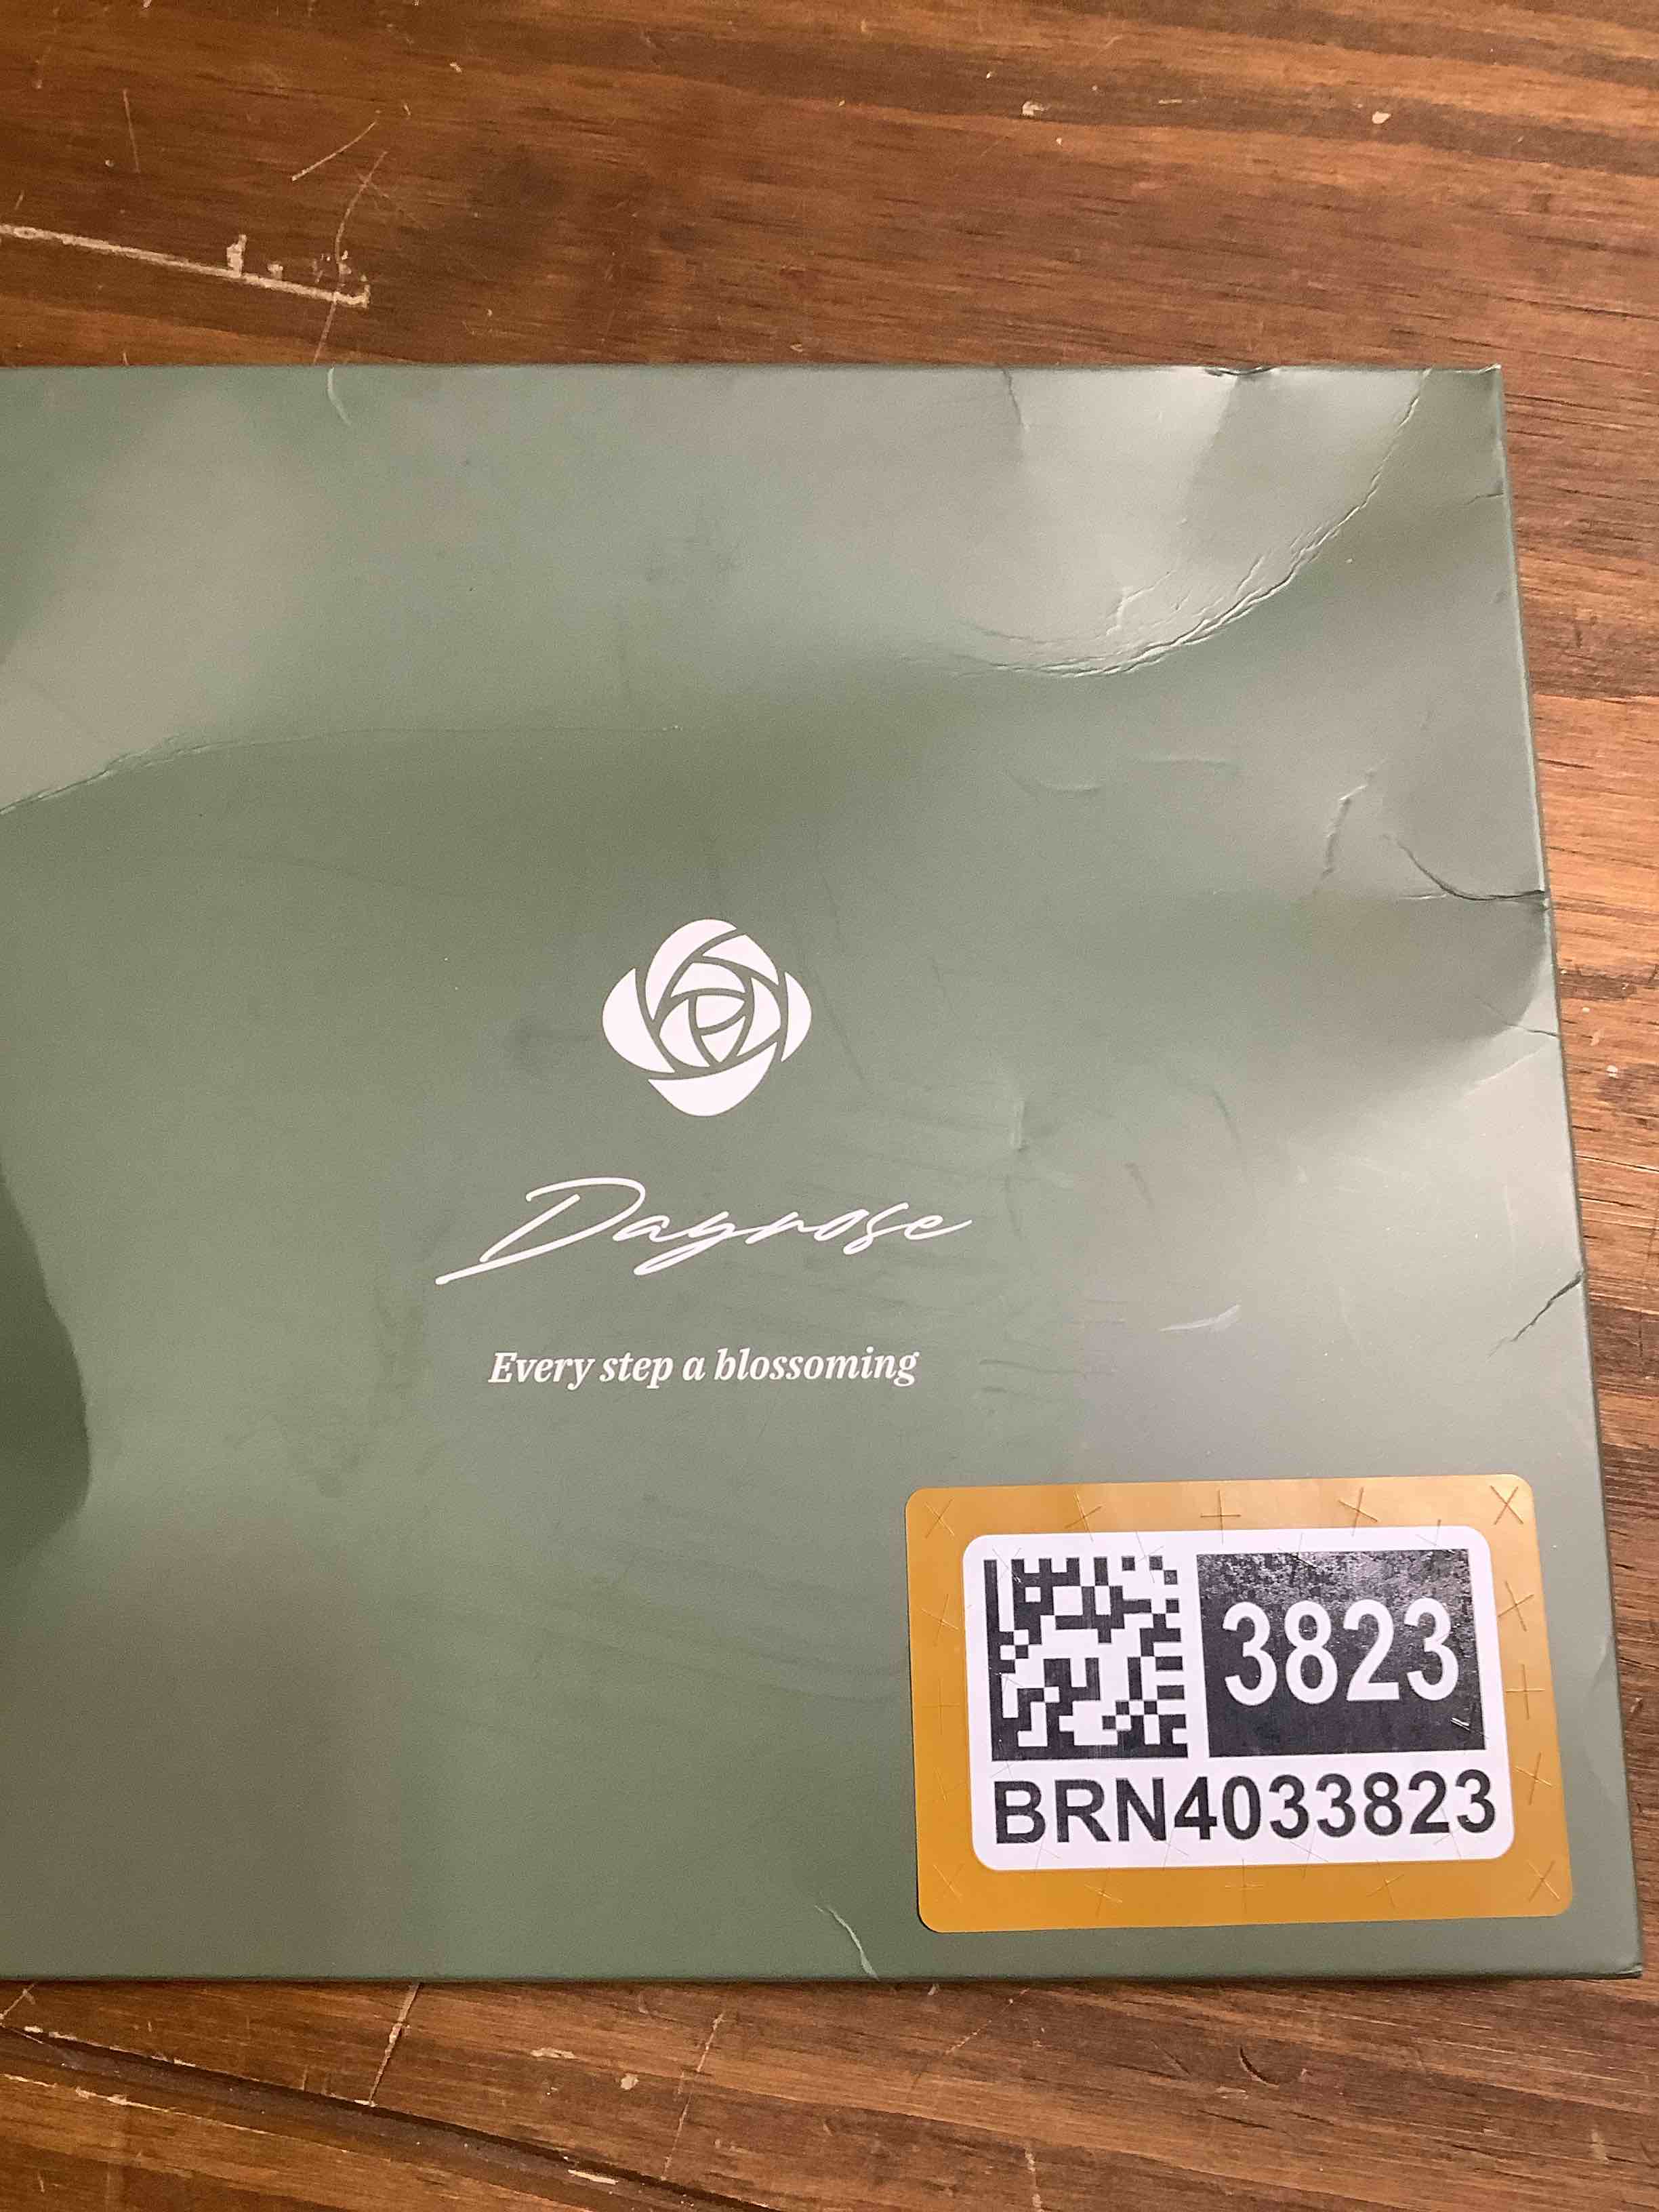 Dayrose
Every step a blossoming
3823
BRN4033823